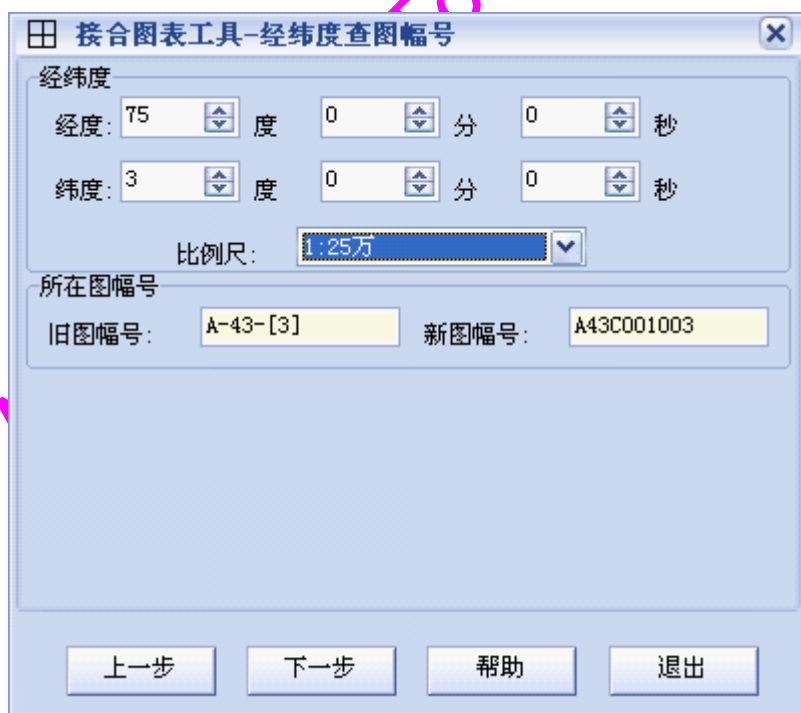 接合图表工具-经纬度查图幅号
经纬度
经度: 75 度 0 分 0 秒
纬度: 3 度 0 分 0 秒
比例尺: 1:25万
所在图幅号
旧图幅号: A-43-[3] 新图幅号: A43C001003
上一步 下一步 帮助 退出